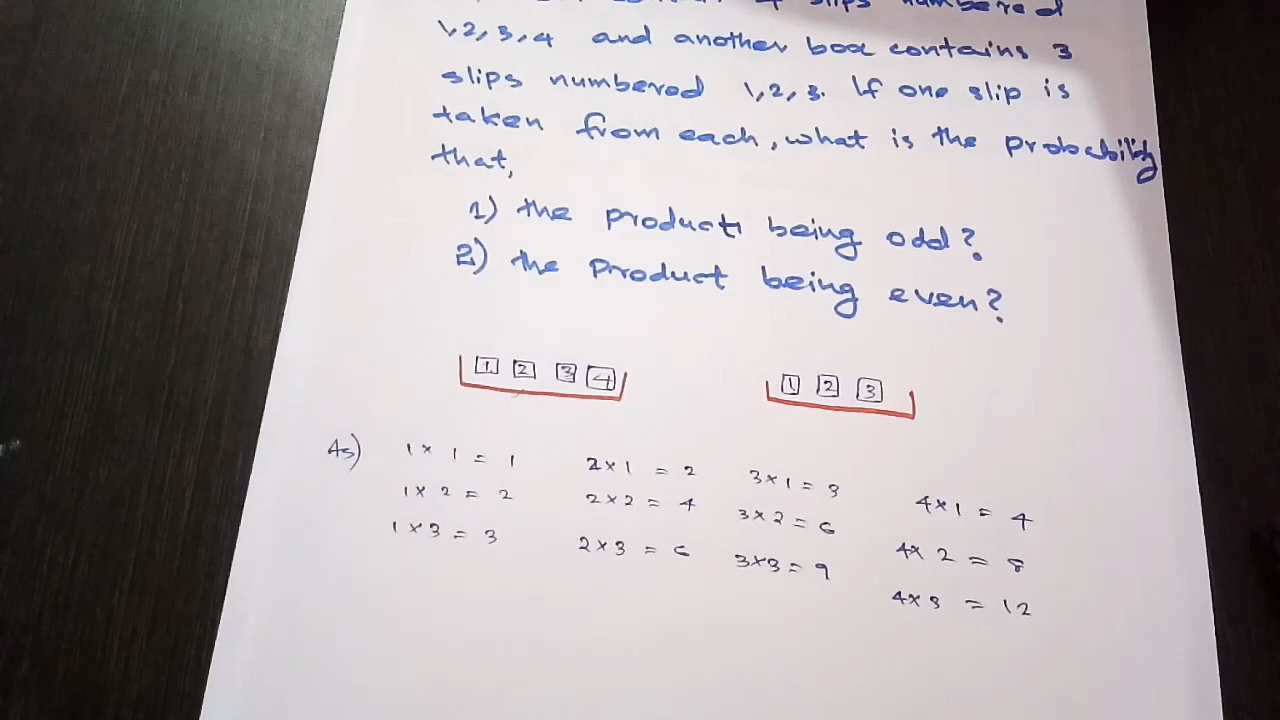 slips numbered
1,2,3,4 and another box contains 3
slips numbered 1,2,3. If one slip is
taken from each, what is the probability
that,
1) the product being odd?
2) the product being even?
1 2 3 4 1 2 3
As) 1 x 1 = 1 2 x 1 = 2 3 x 1 = 3 4 x 1 = 4
1 x 2 = 2 2 x 2 = 4 3 x 2 = 6 4 x 2 = 8
1 x 3 = 3 2 x 3 = 6 3 x 3 = 9 4 x 3 = 12